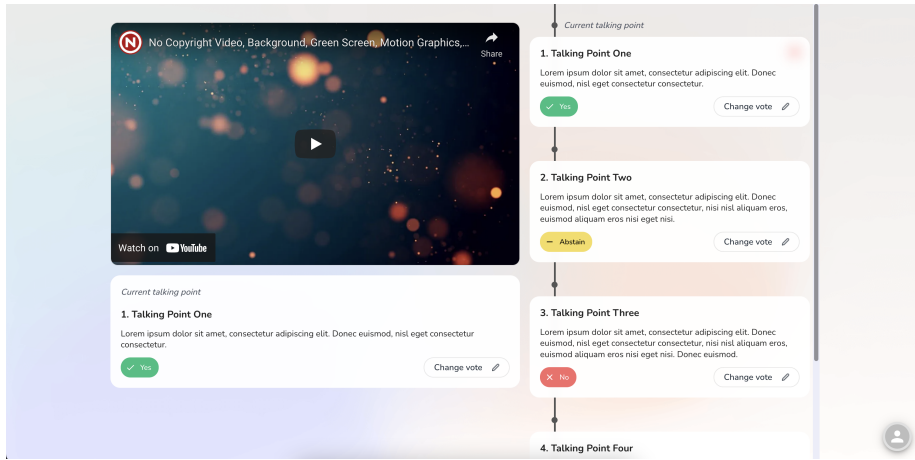 No Copyright Video, Background, Green Screen, Motion Graphics,...
Share
Watch on YouTube
Current talking point
1. Talking Point One
Lorem ipsum dolor sit amet, consectetur adipiscing elit. Donec euismod, nisl eget consectetur
consectetur.
Yes
Change vote
Current talking point
1. Talking Point One
Lorem ipsum dolor sit amet, consectetur adipiscing elit. Donec
euismod, nisl eget consectetur consectetur.
Yes
Change vote
2. Talking Point Two
Lorem ipsum dolor sit amet, consectetur adipiscing elit. Donec
euismod, nisl eget consectetur consectetur, nisi nisl aliquam eros,
euismod aliquam eros nisi eget nisi.
Abstain
Change vote
3. Talking Point Three
Lorem ipsum dolor sit amet, consectetur adipiscing elit. Donec
euismod, nisl eget consectetur consectetur, nisi nisl aliquam eros,
euismod aliquam eros nisi eget nisi. Donec euismod.
No
Change vote
4. Talking Point Four